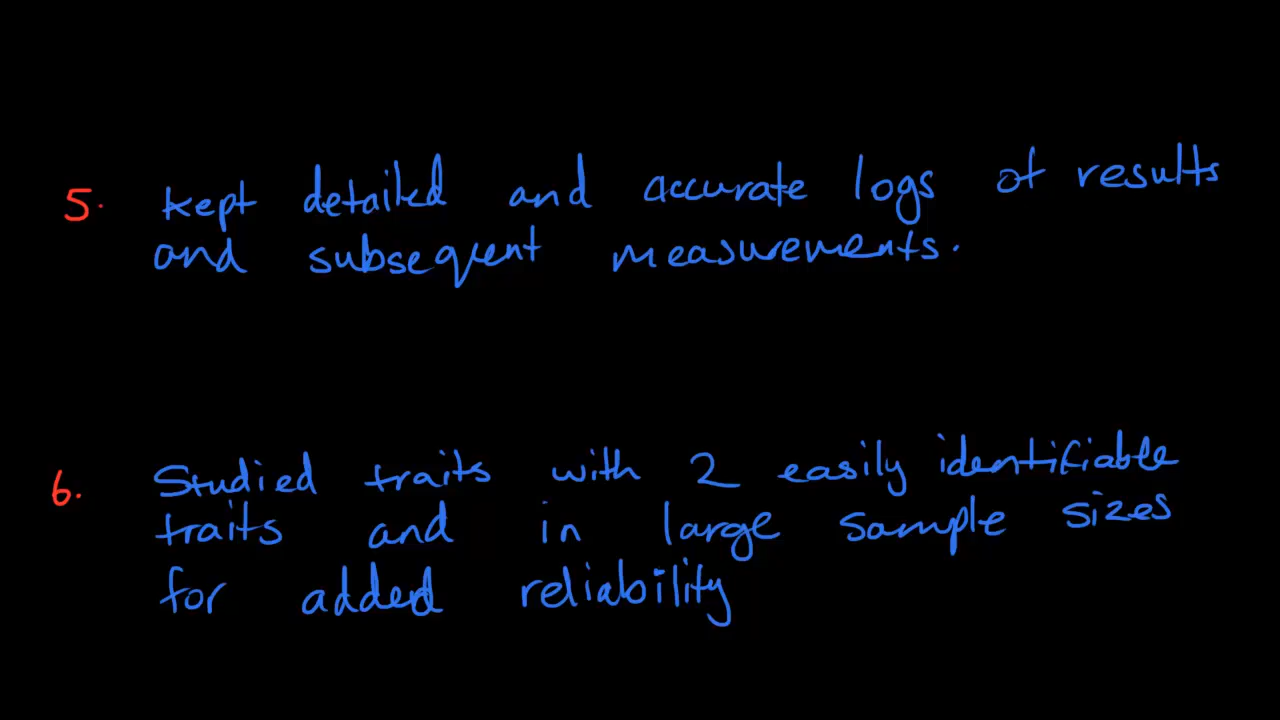 5. kept detailed and accurate logs of results
and subsequent measurements.
6. Studied traits with 2 easily identifiable
traits and in large sample sizes
for added reliability